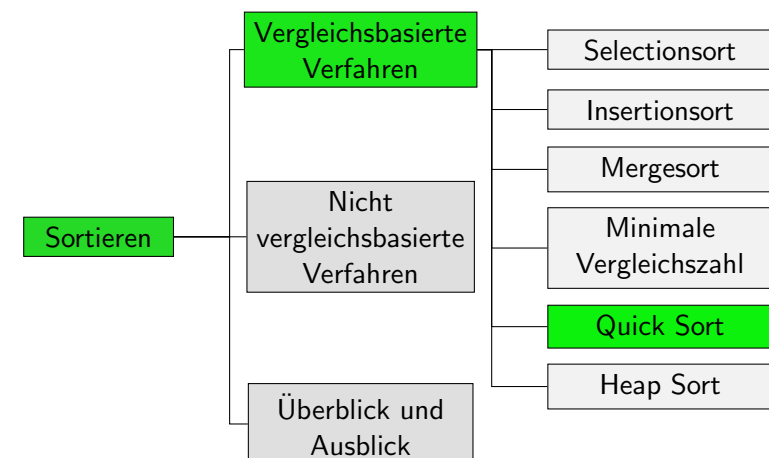 Sortieren
Vergleichsbasierte
Verfahren
Nicht
vergleichsbasierte
Verfahren
Überblick und
Ausblick
Selectionsort
Insertionsort
Mergesort
Minimale
Vergleichszahl
Quick Sort
Heap Sort